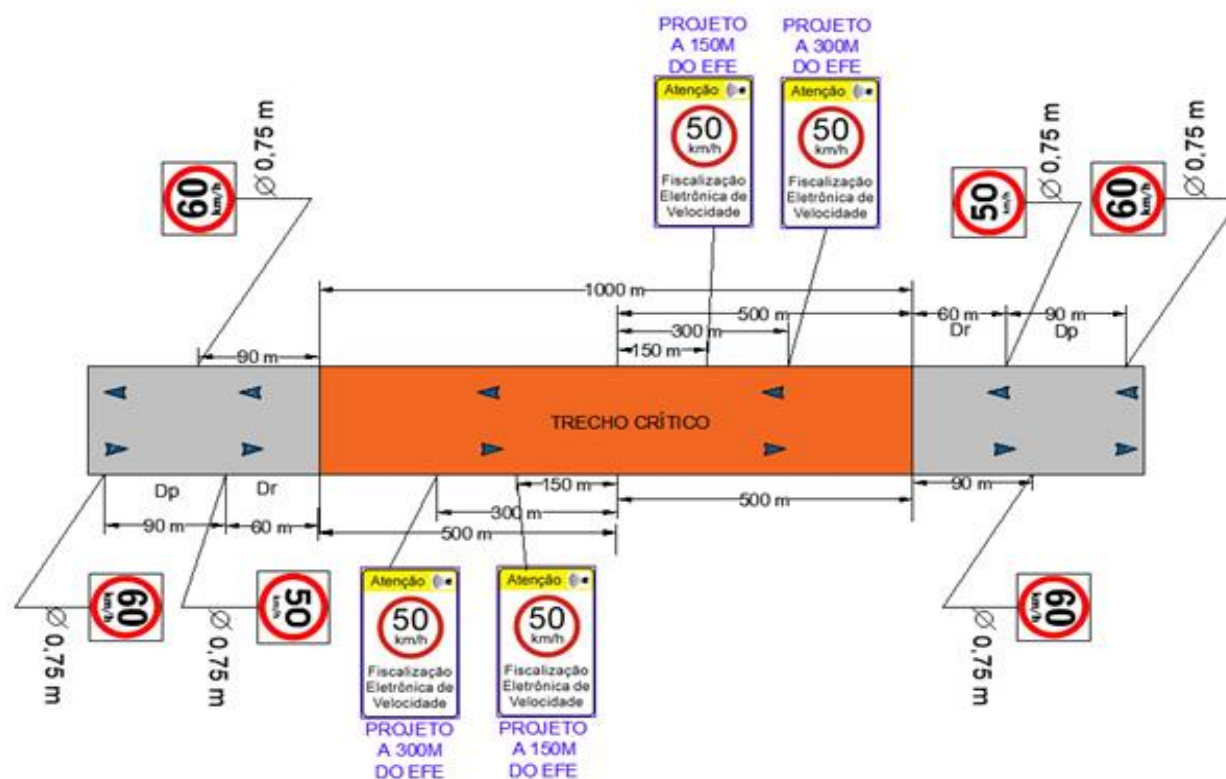 PROJETO
A 150M
DO EFE
PROJETO
A 300M
DO EFE
Atenção
50
km/h
Fiscalização
Eletrônica de
Velocidade
Atenção
50
km/h
Fiscalização
Eletrônica de
Velocidade
60
km/h
Ø 0,75 m
50
km/h
Ø 0,75 m
60
km/h
Ø 0,75 m
1000 m
500 m
60 m
90 m
300 m
Dr
Dp
150 m
90 m
TRECHO CRÍTICO
Dp
Dr
150 m
90 m
90 m
60 m
300 m
500 m
500 m
60
km/h
Ø 0,75 m
50
km/h
Ø 0,75 m
Atenção
50
km/h
Fiscalização
Eletrônica de
Velocidade
PROJETO
A 300M
DO EFE
Atenção
50
km/h
Fiscalização
Eletrônica de
Velocidade
PROJETO
A 150M
DO EFE
Ø 0,75 m
60
km/h